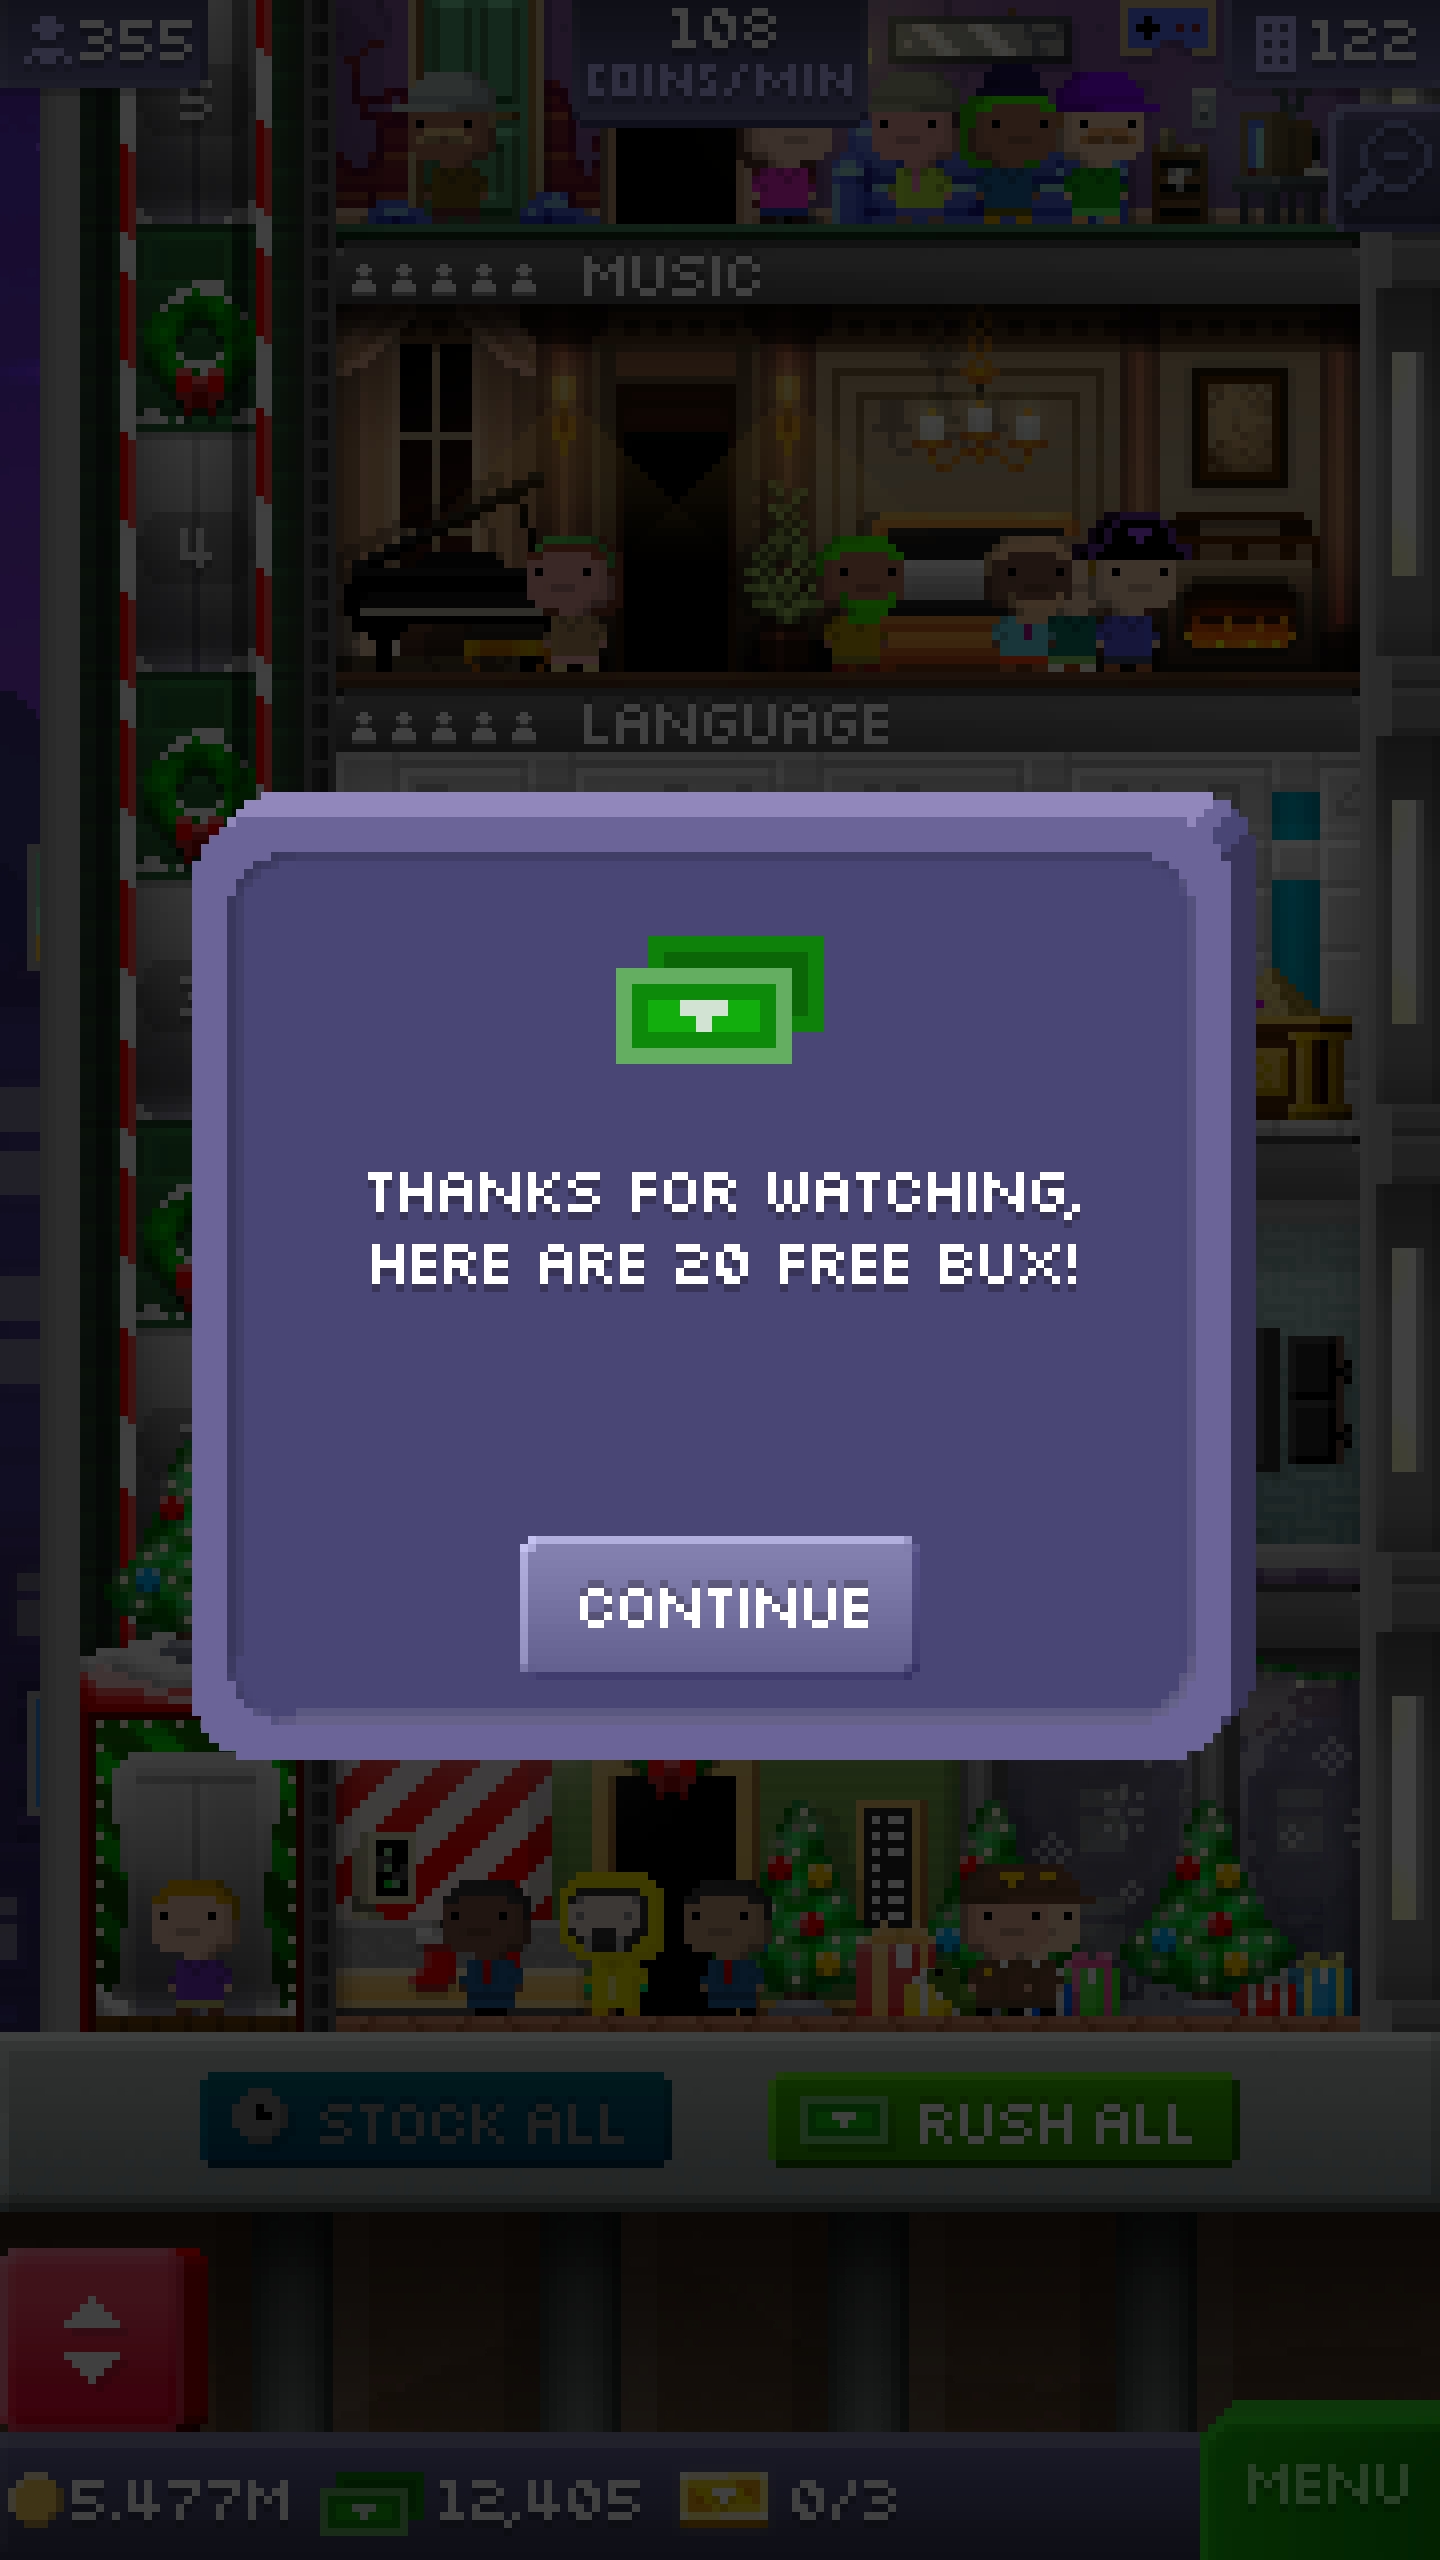 355
108
COINS/MIN
122
5
MUSIC
4
LANGUAGE
THANKS FOR WATCHING,
HERE ARE 20 FREE BUX!
CONTINUE
STOCK ALL
RUSH ALL
5.477M
12,405
0/3
MENU